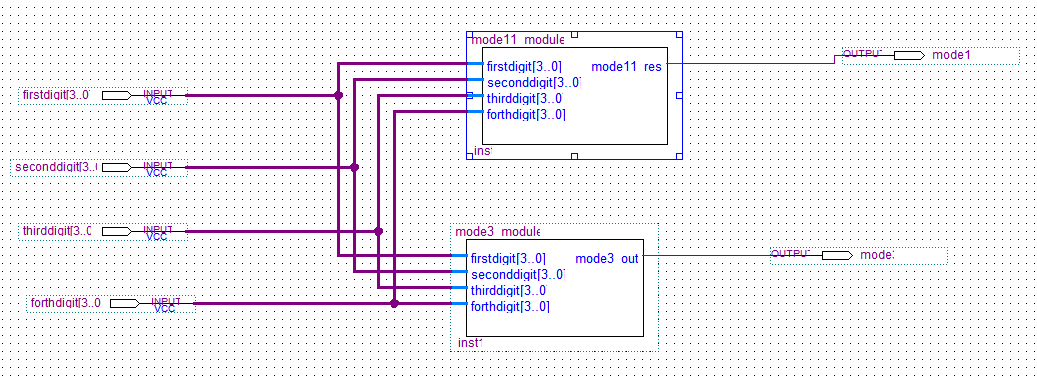 mode11_module
firstdigit[3..0] mode11_res
seconddigit[3..0]
thirddigit[3..0
forthdigit[3..0]
inst
OUTPUT mode1
firstdigit[3..0 INPUT
VCC
seconddigit[3.. INPUT
VCC
thirddigit[3..0 INPUT
VCC
forthdigit[3..0 INPUT
VCC
mode3_module
firstdigit[3..0] mode3_out
seconddigit[3..0]
thirddigit[3..0
forthdigit[3..0]
inst1
OUTPUT mode